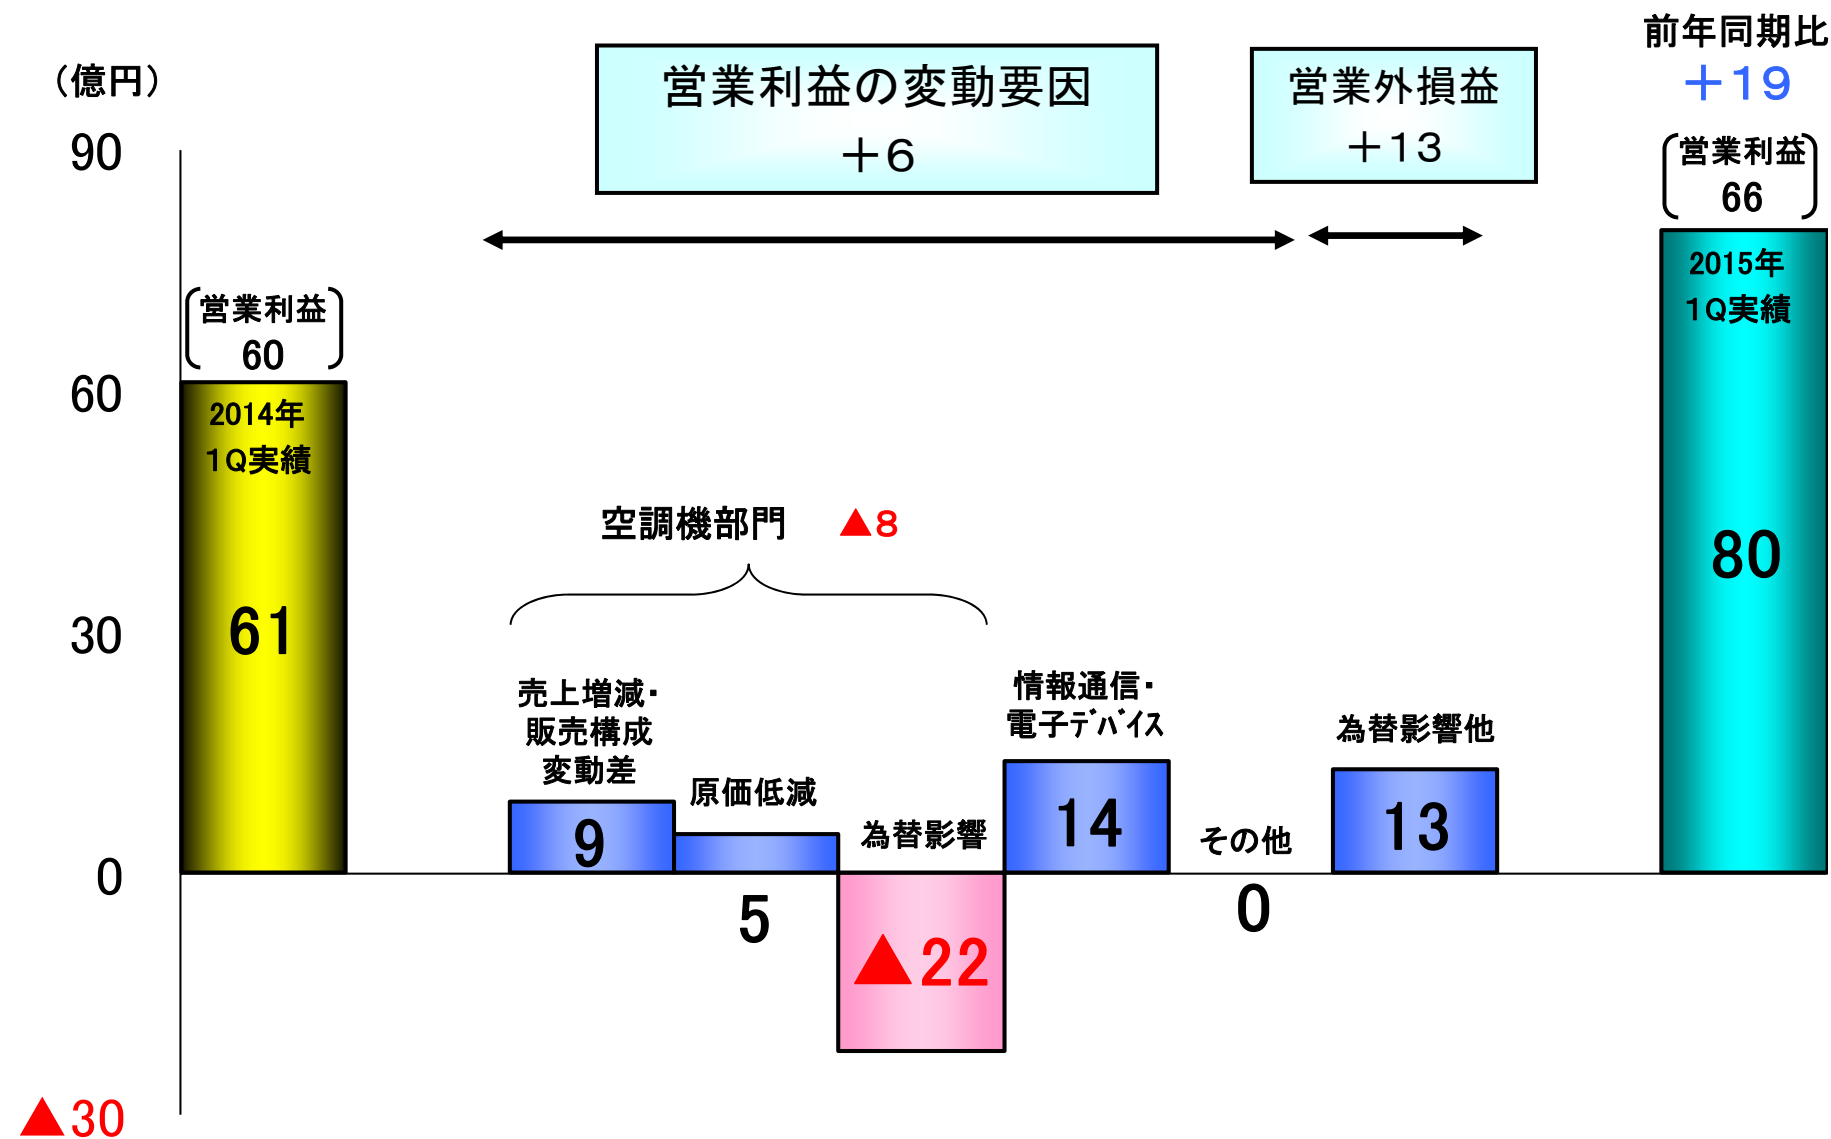 (億円)
営業利益の変動要因
＋６
営業外損益
＋13
前年同期比
＋１９
90
60
30
0
▲30
営業利益
60
2014年
１Q実績
61
空調機部門 ▲８
売上増減・
販売構成
変動差
9
原価低減
5
為替影響
▲22
情報通信・
電子ﾃﾞﾊﾞｲｽ
14
その他
0
為替影響他
13
営業利益
66
2015年
１Q実績
80